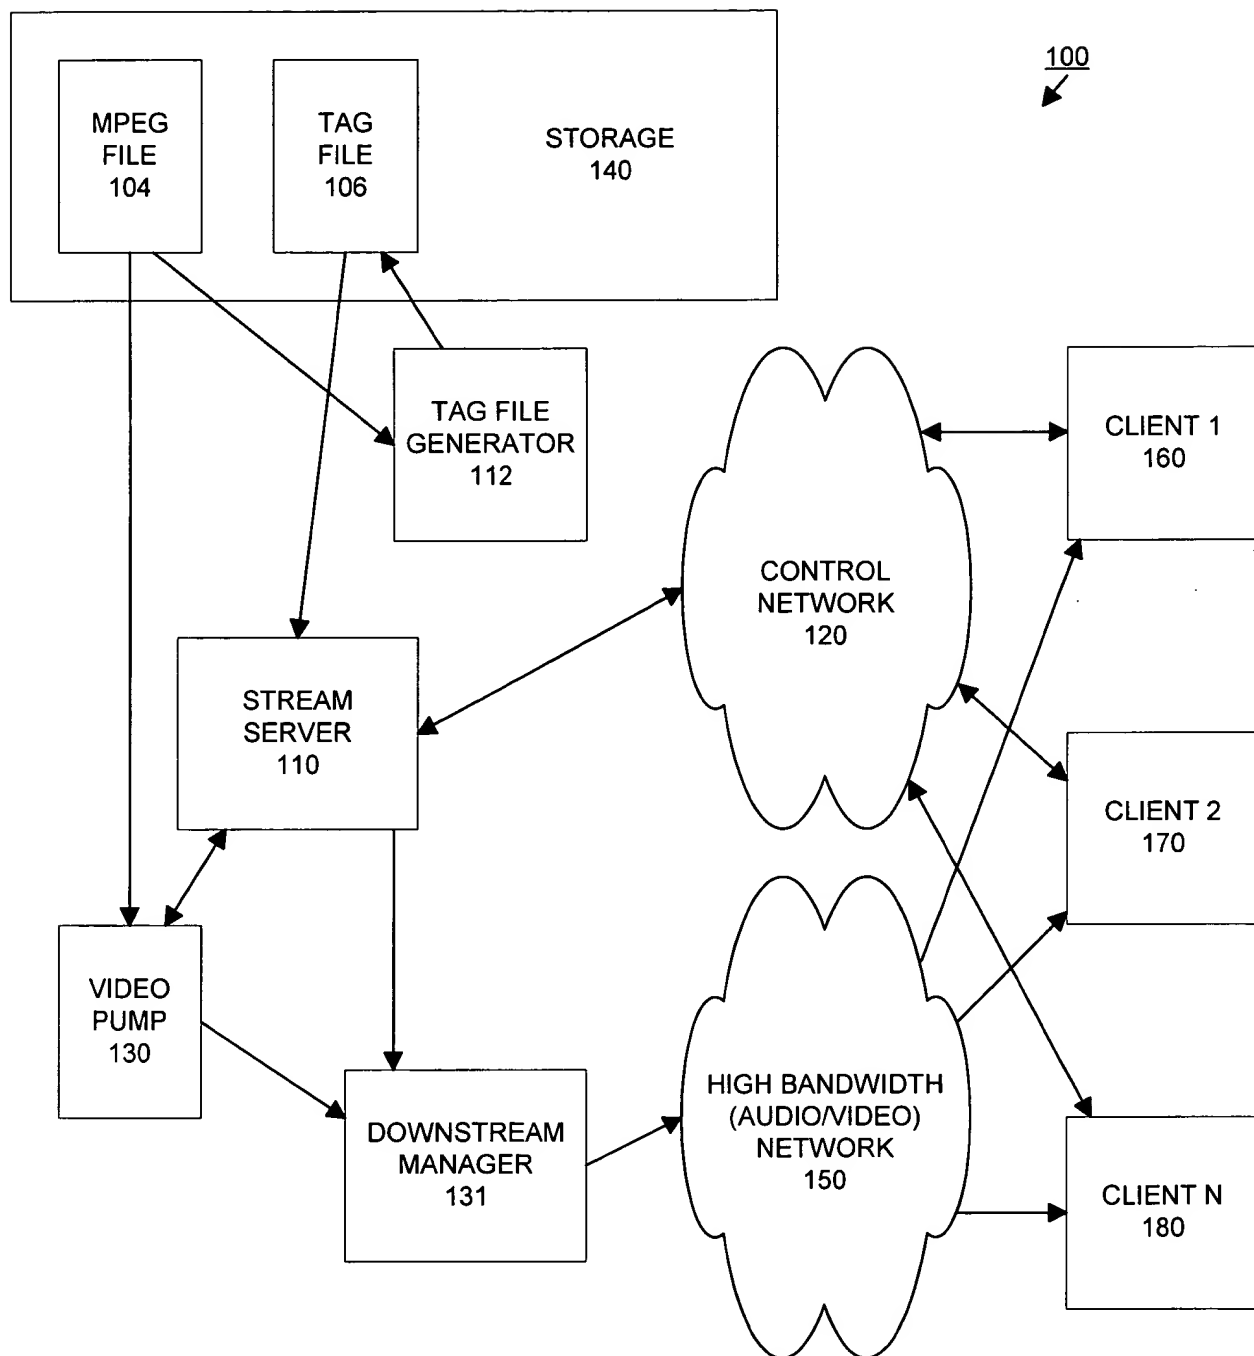 100
MPEG
FILE
104
TAG
FILE
106
STORAGE
140
TAG FILE
GENERATOR
112
CLIENT 1
160
CONTROL
NETWORK
120
STREAM
SERVER
110
CLIENT 2
170
VIDEO
PUMP
130
DOWNSTREAM
MANAGER
131
HIGH BANDWIDTH
(AUDIO/VIDEO)
NETWORK
150
CLIENT N
180